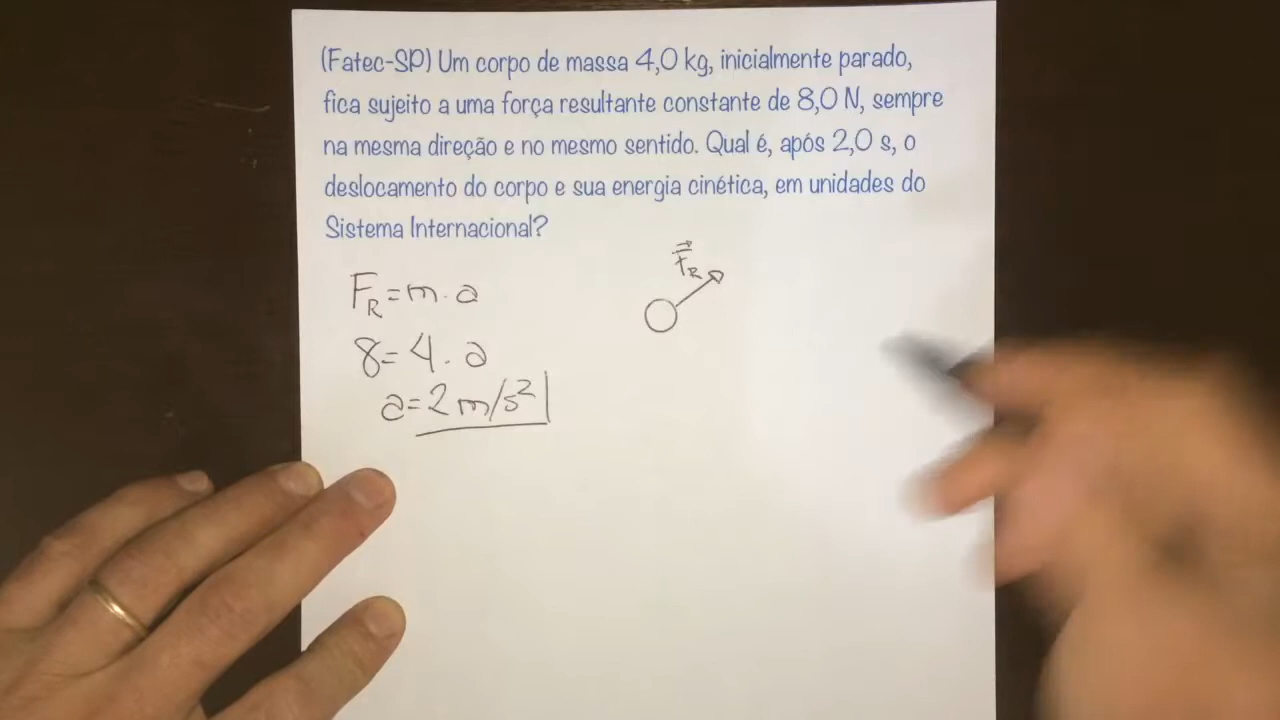 (Fatec-SP) Um corpo de massa 4,0 kg, inicialmente parado,
fica sujeito a uma força resultante constante de 8,0 N, sempre
na mesma direção e no mesmo sentido. Qual é, após 2,0 s, o
deslocamento do corpo e sua energia cinética, em unidades do
Sistema Internacional?
F⃗_R
F_R = m . a
8 = 4 . a
a = 2 m/s²